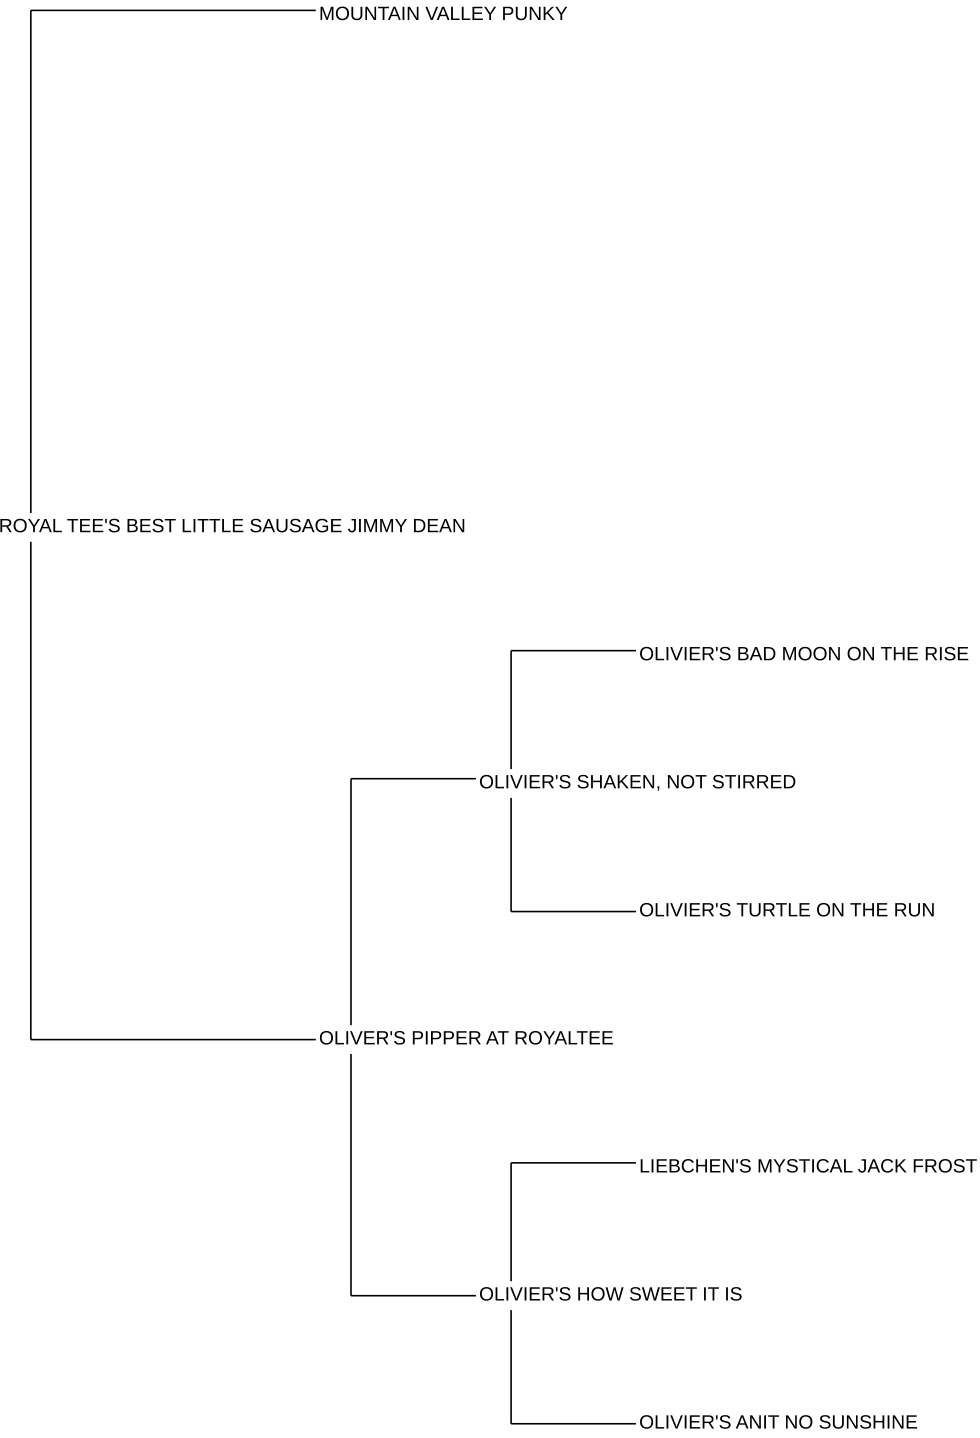 MOUNTAIN VALLEY PUNKY
ROYAL TEE'S BEST LITTLE SAUSAGE JIMMY DEAN
OLIVIER'S BAD MOON ON THE RISE
OLIVIER'S SHAKEN, NOT STIRRED
OLIVIER'S TURTLE ON THE RUN
OLIVER'S PIPPER AT ROYALTEE
LIEBCHEN'S MYSTICAL JACK FROST
OLIVIER'S HOW SWEET IT IS
OLIVIER'S ANIT NO SUNSHINE